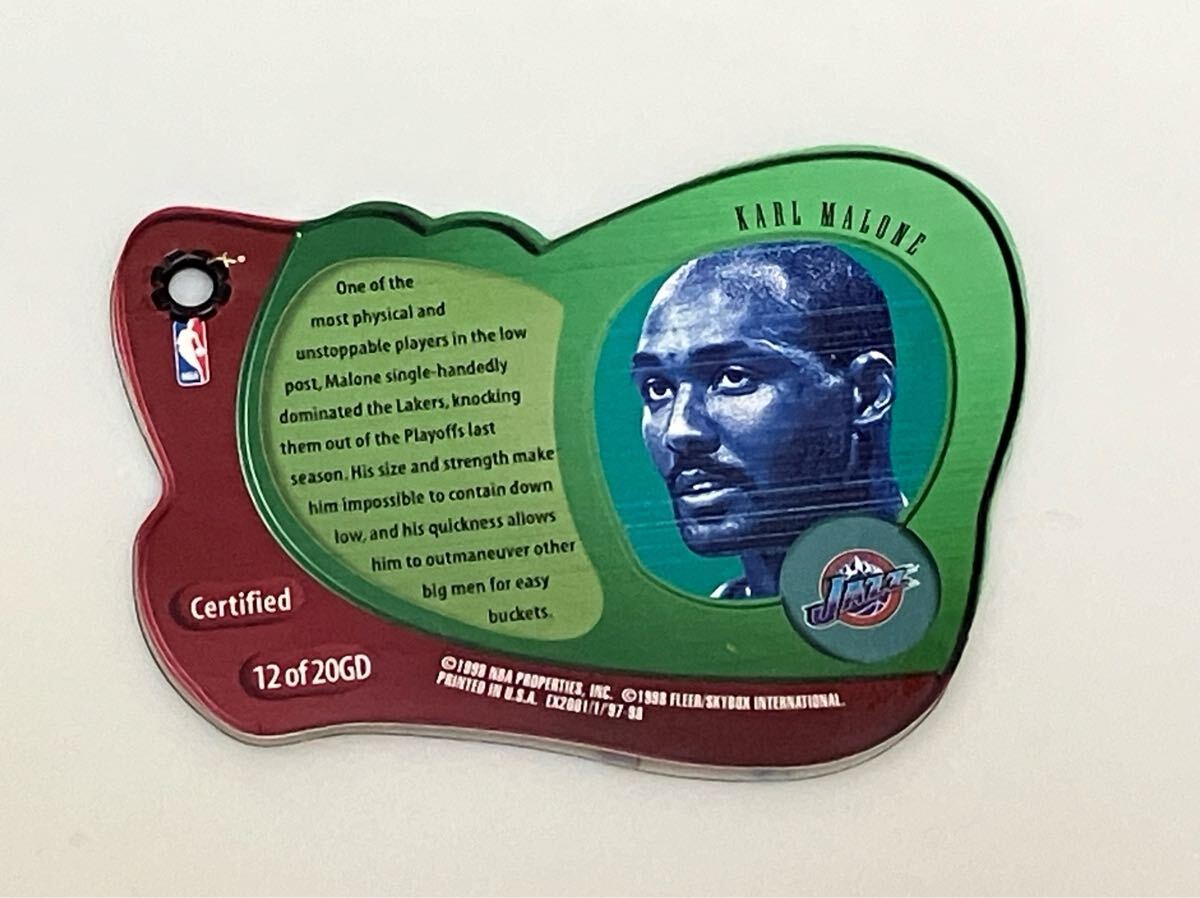 KARL MALONE
One of the
most physical and
unstoppable players in the low
post, Malone single-handedly
dominated the Lakers, knocking
them out of the Playoffs last
season. His size and strength make
him impossible to contain down
low, and his quickness allows
him to outmaneuver other
big men for easy
buckets.
NBA
JAZZ
Certified
12 of 20GD
©1998 NBA PROPERTIES, INC. ©1998 FLEER/SKYBOX INTERNATIONAL.
PRINTED IN U.S.A. EX2001/1/'97-98